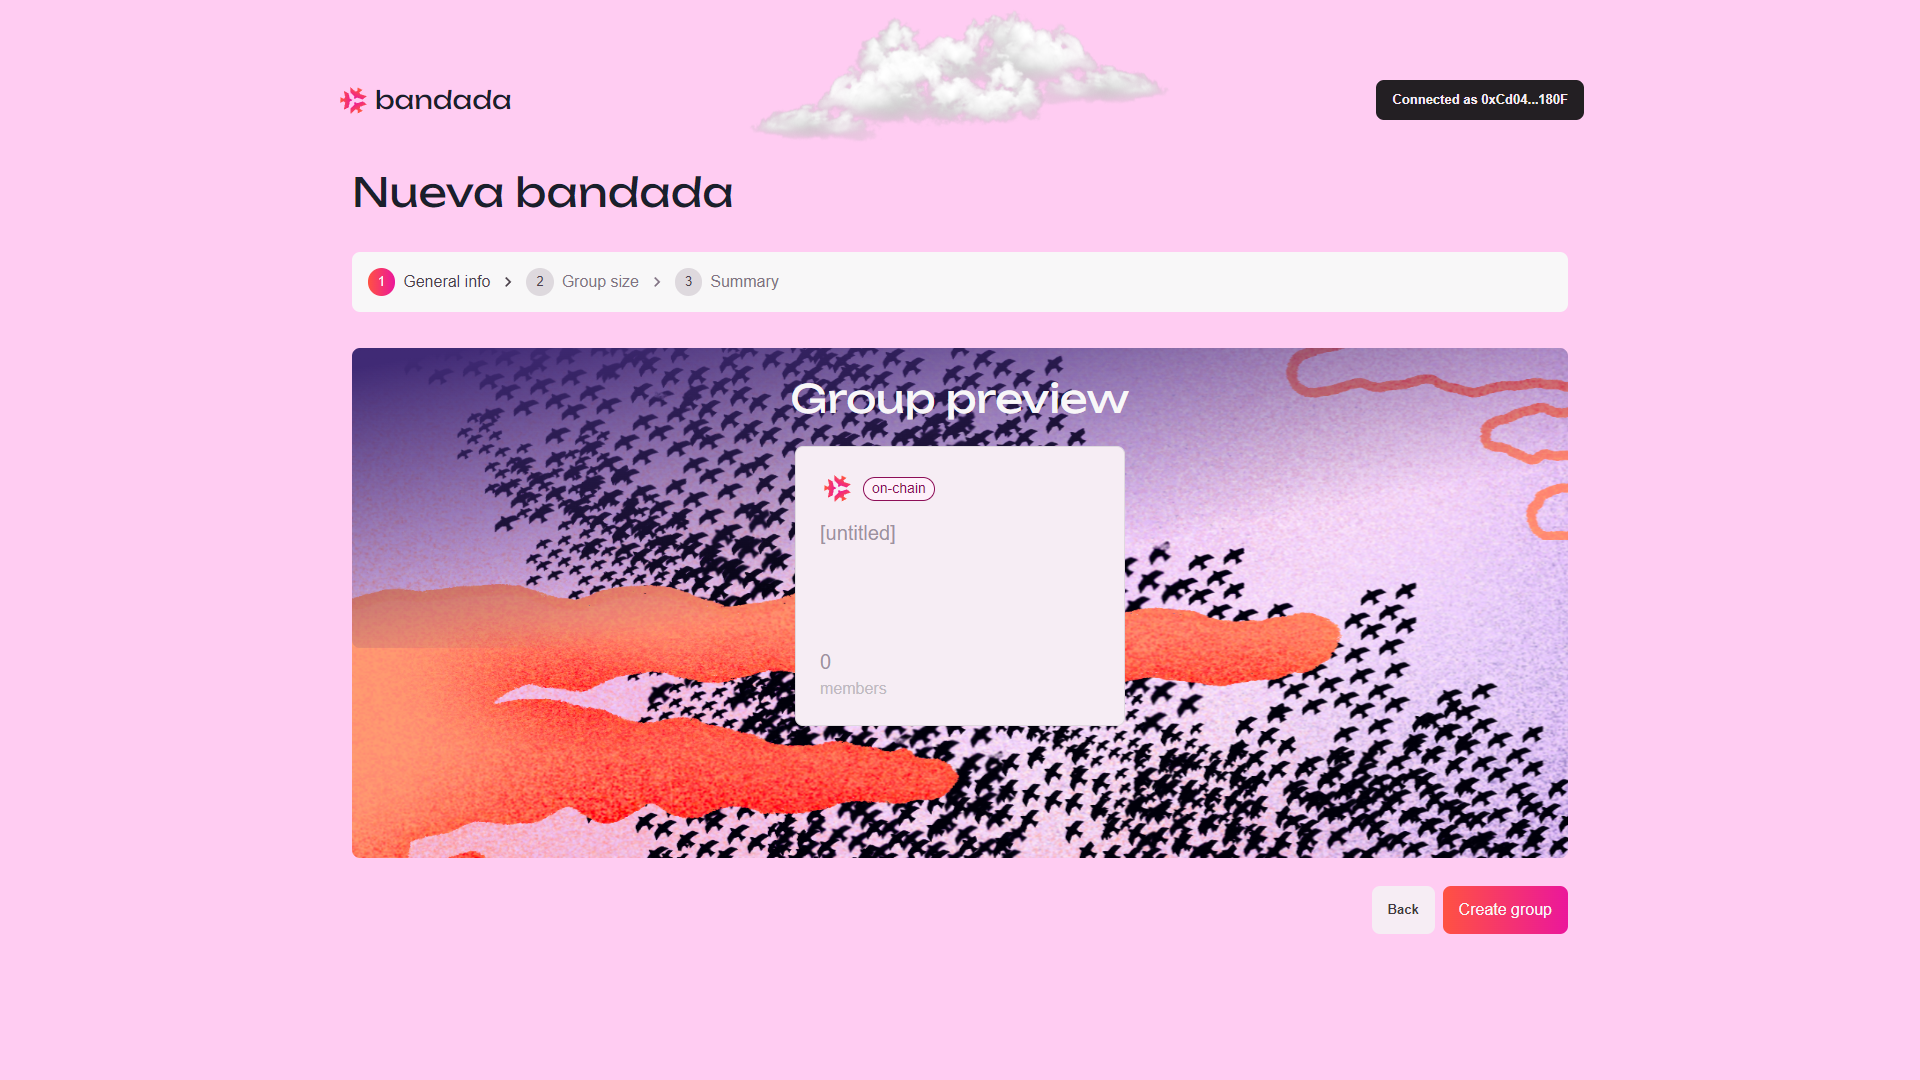 bandada
Connected as 0xCd04...180F
Nueva bandada
1 General info > 2 Group size > 3 Summary
Group preview
on-chain
[untitled]
0
members
Back
Create group